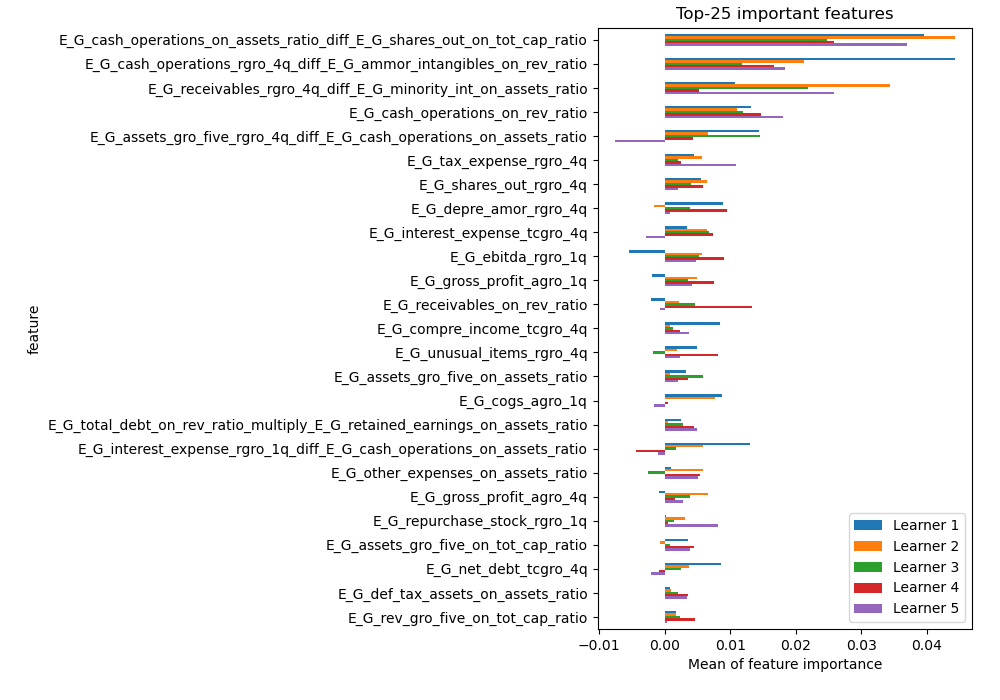 Top-25 important features
E_G_cash_operations_on_assets_ratio_diff_E_G_shares_out_on_tot_cap_ratio
E_G_cash_operations_rgro_4q_diff_E_G_ammor_intangibles_on_rev_ratio
E_G_receivables_rgro_4q_diff_E_G_minority_int_on_assets_ratio
E_G_cash_operations_on_rev_ratio
E_G_assets_gro_five_rgro_4q_diff_E_G_cash_operations_on_assets_ratio
E_G_tax_expense_rgro_4q
E_G_shares_out_rgro_4q
E_G_depre_amor_rgro_4q
E_G_interest_expense_tcgro_4q
E_G_ebitda_rgro_1q
E_G_gross_profit_agro_1q
E_G_receivables_on_rev_ratio
E_G_compre_income_tcgro_4q
E_G_unusual_items_rgro_4q
E_G_assets_gro_five_on_assets_ratio
E_G_cogs_agro_1q
E_G_total_debt_on_rev_ratio_multiply_E_G_retained_earnings_on_assets_ratio
E_G_interest_expense_rgro_1q_diff_E_G_cash_operations_on_assets_ratio
E_G_other_expenses_on_assets_ratio
E_G_gross_profit_agro_4q
E_G_repurchase_stock_rgro_1q
E_G_assets_gro_five_on_tot_cap_ratio
E_G_net_debt_tcgro_4q
E_G_def_tax_assets_on_assets_ratio
E_G_rev_gro_five_on_tot_cap_ratio
feature
Learner 1
Learner 2
Learner 3
Learner 4
Learner 5
−0.01 0.00 0.01 0.02 0.03 0.04
Mean of feature importance